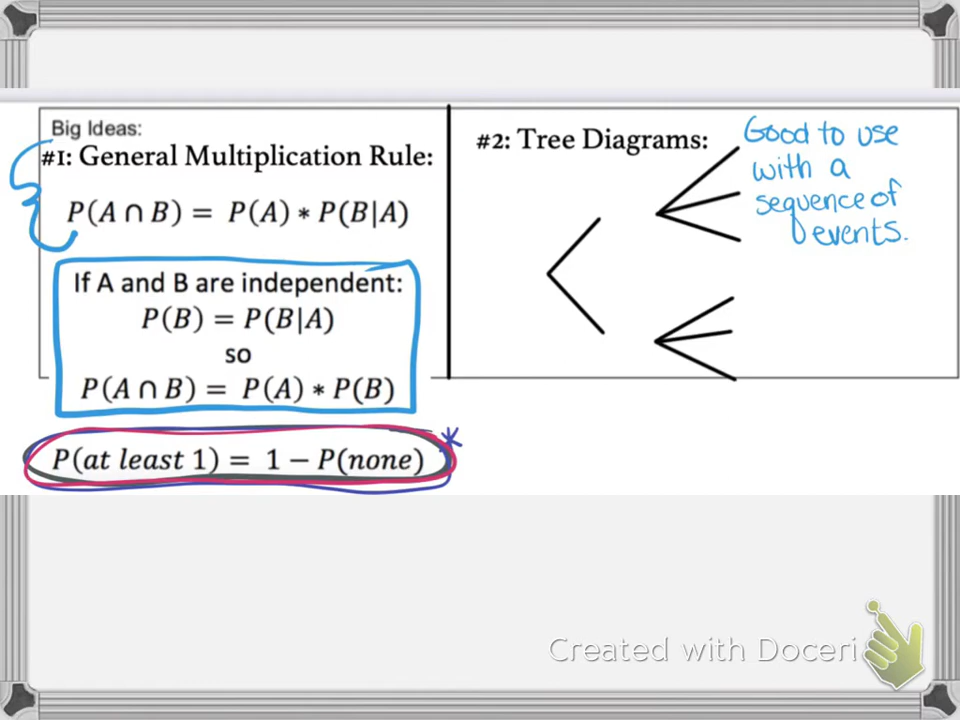 Big Ideas:
#1: General Multiplication Rule:
P(A ∩ B) = P(A) ∗ P(B|A)
If A and B are independent:
P(B) = P(B|A)
so
P(A ∩ B) = P(A) ∗ P(B)
P(at least 1) = 1 − P(none)
*
#2: Tree Diagrams:
Good to use
with a
sequence of
events.
Created with Doceri